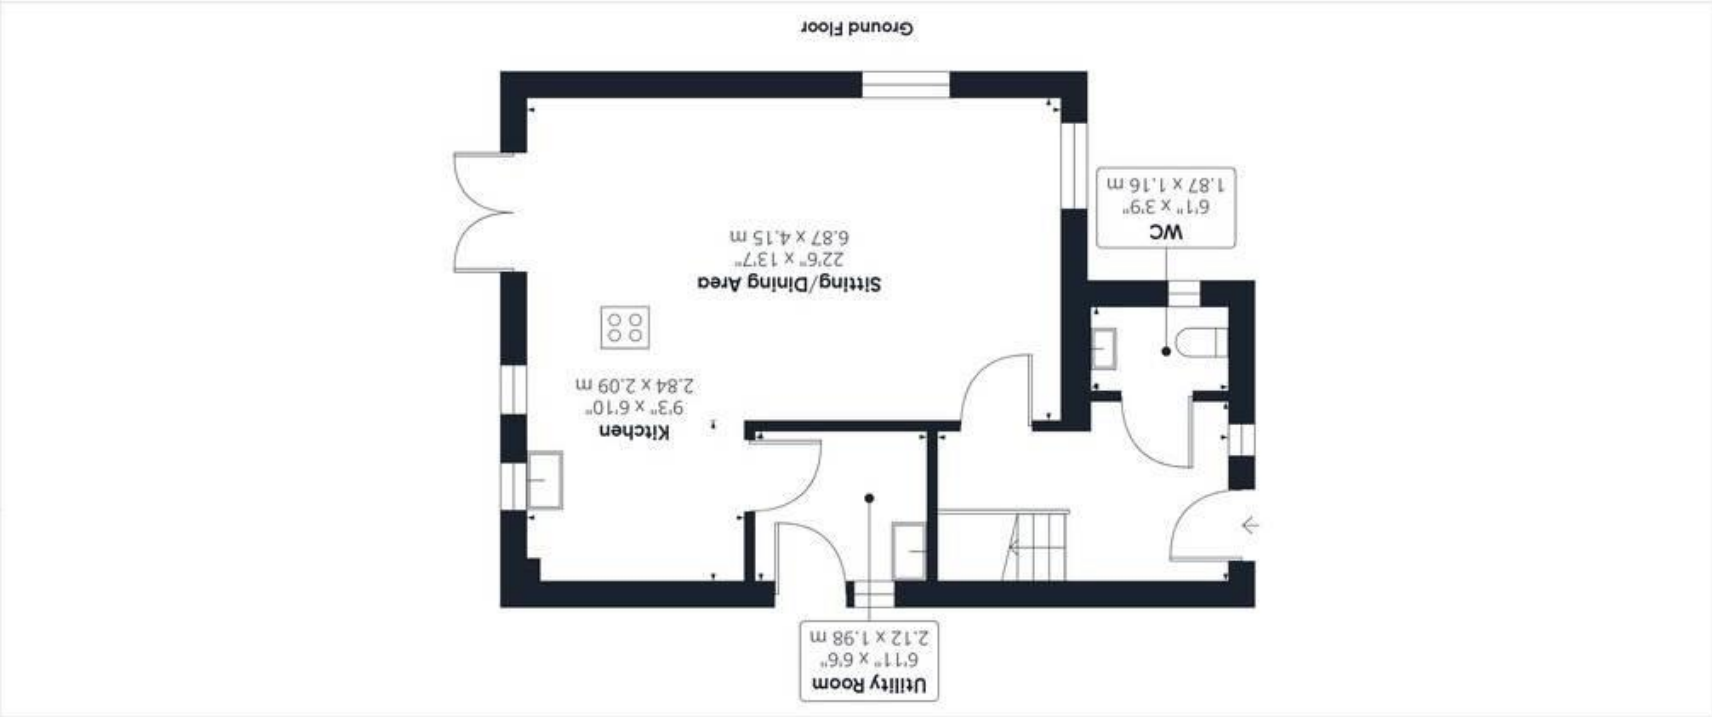 Utility Room
6'11" x 6'6"
2.12 x 1.98 m
Kitchen
9'3" x 6'10"
2.84 x 2.09 m
Sitting/Dining Area
22'6" x 13'7"
6.87 x 4.15 m
WC
6'1" x 3'9"
1.87 x 1.16 m
Ground Floor